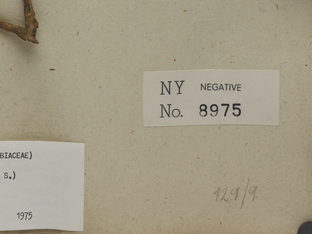 NY NEGATIVE
No. 8975
BIACEAE)
S.)
1975
129/9